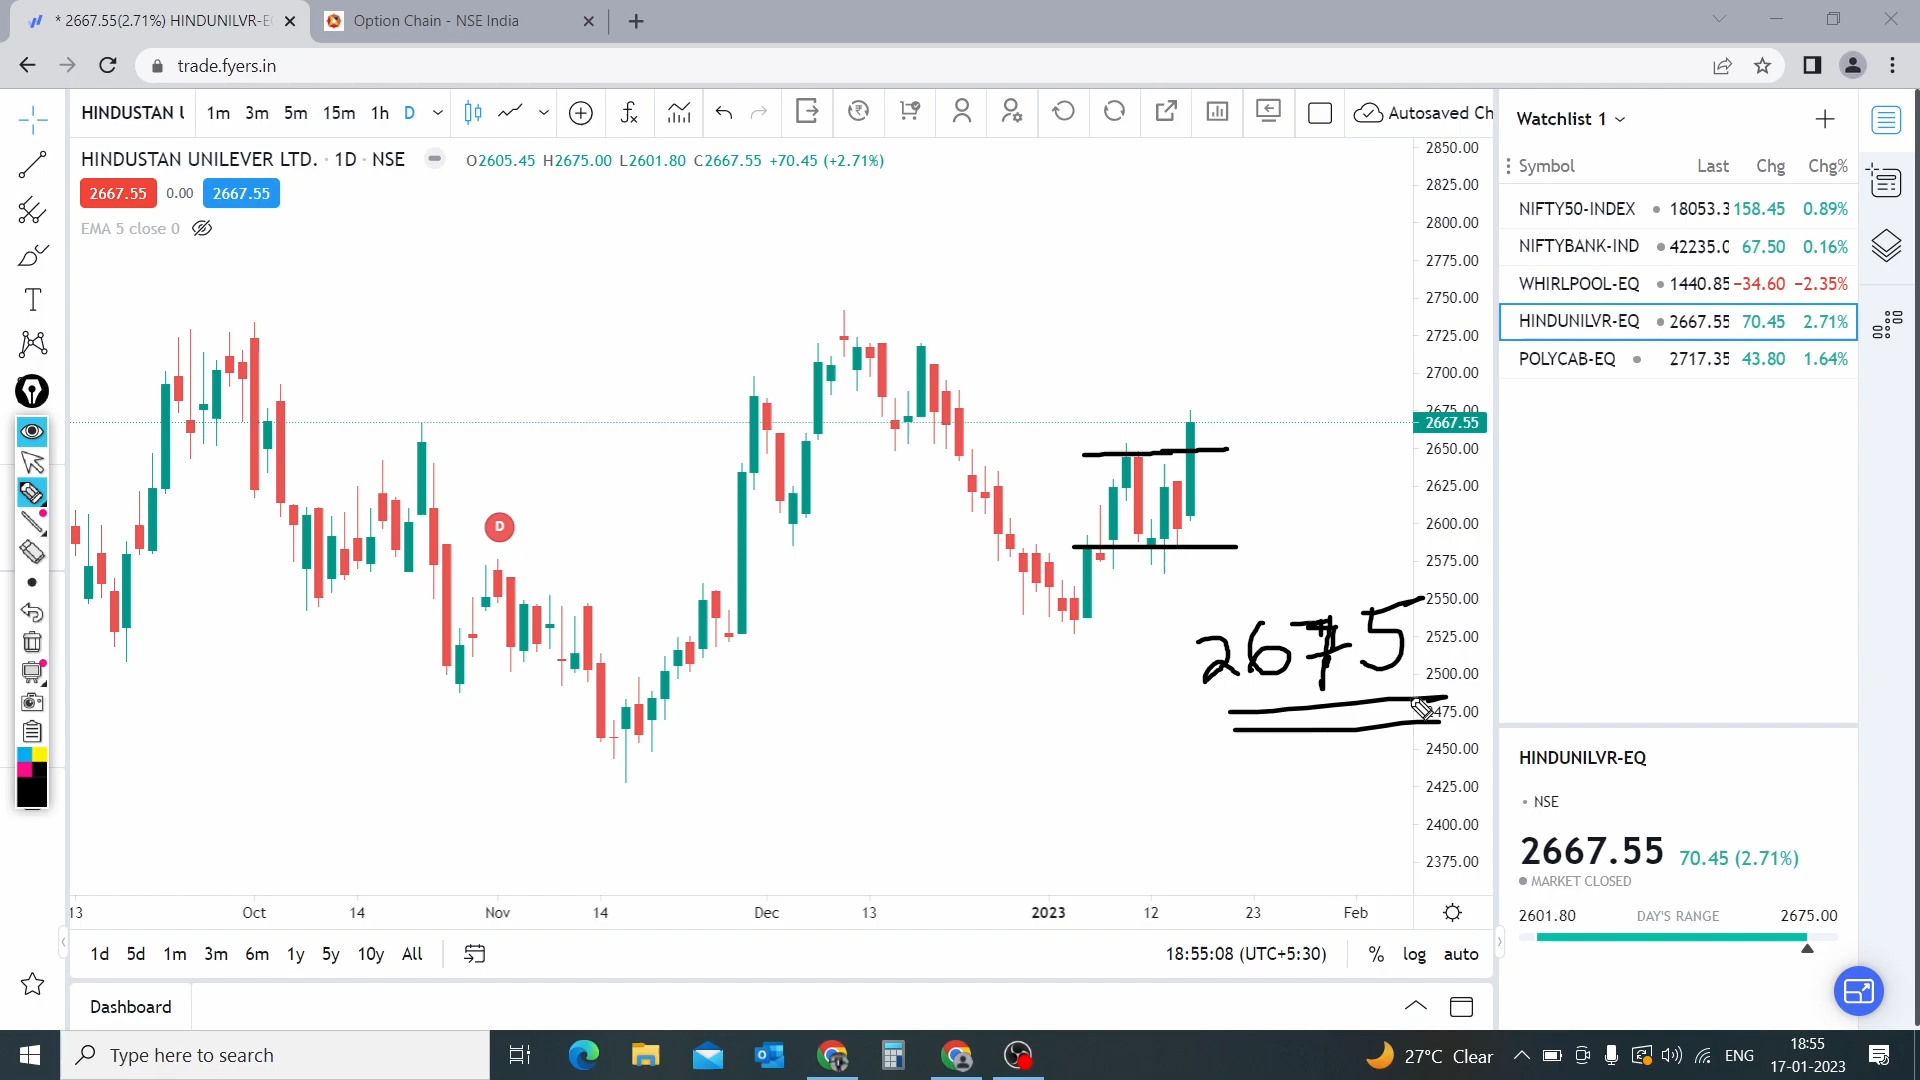 * 2667.55(2.71%) HINDUNILVR-E
Option Chain - NSE India
trade.fyers.in
HINDUSTAN U
1m 3m 5m 15m 1h D
Autosaved Ch
HINDUSTAN UNILEVER LTD. · 1D · NSE
O2605.45 H2675.00 L2601.80 C2667.55 +70.45 (+2.71%)
2667.55 0.00 2667.55
EMA 5 close 0
D
2675
2850.00
2825.00
2800.00
2775.00
2750.00
2725.00
2700.00
2675.00
2667.55
2650.00
2625.00
2600.00
2575.00
2550.00
2525.00
2500.00
2475.00
2450.00
2425.00
2400.00
2375.00
13 Oct 14 Nov 14 Dec 13 2023 12 23 Feb
1d 5d 1m 3m 6m 1y 5y 10y All
18:55:08 (UTC+5:30) % log auto
Dashboard
Watchlist 1
Symbol Last Chg Chg%
NIFTY50-INDEX 18053.3 158.45 0.89%
NIFTYBANK-IND 42235.0 67.50 0.16%
WHIRLPOOL-EQ 1440.85 −34.60 −2.35%
HINDUNILVR-EQ 2667.55 70.45 2.71%
POLYCAB-EQ 2717.35 43.80 1.64%
HINDUNILVR-EQ
• NSE
2667.55 70.45 (2.71%)
MARKET CLOSED
2601.80 DAY'S RANGE 2675.00
Type here to search
27°C Clear
ENG
18:55
17-01-2023